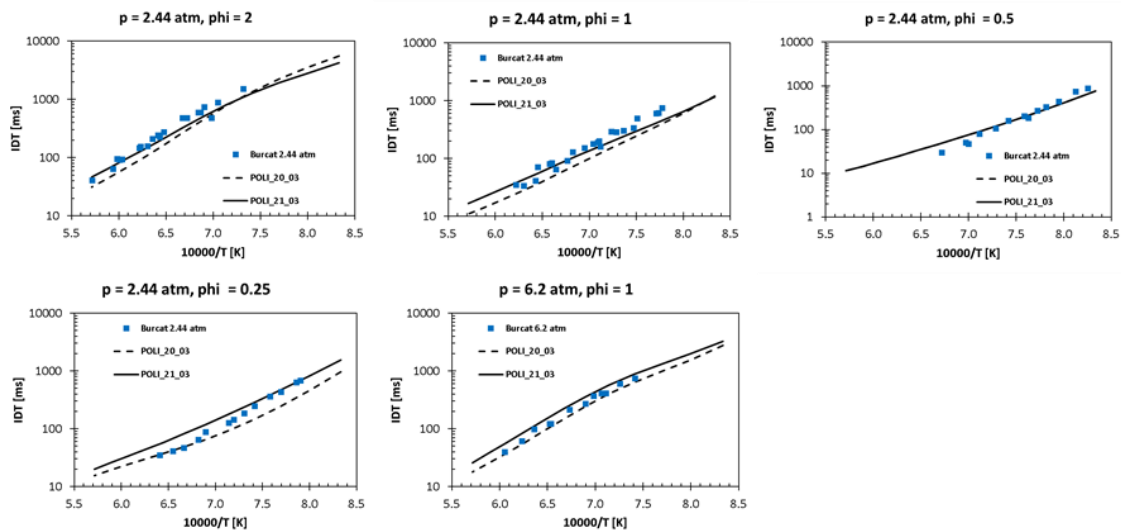 p = 2.44 atm, phi = 2
IDT [ms]
10000
1000
100
10
5.5 6.0 6.5 7.0 7.5 8.0 8.5
10000/T [K]
Burcat 2.44 atm
POLI_20_03
POLI_21_03
p = 2.44 atm, phi = 1
IDT [ms]
10000
1000
100
10
5.5 6.0 6.5 7.0 7.5 8.0 8.5
10000/T [K]
Burcat 2.44 atm
POLI_20_03
POLI_21_03
p = 2.44 atm, phi = 0.5
IDT [ms]
10000
1000
100
10
1
5.5 6.0 6.5 7.0 7.5 8.0 8.5
10000/T [K]
Burcat 2.44 atm
POLI_20_03
POLI_21_03
p = 2.44 atm, phi = 0.25
IDT [ms]
10000
1000
100
10
5.5 6.0 6.5 7.0 7.5 8.0 8.5
10000/T [K]
Burcat 2.44 atm
POLI_20_03
POLI_21_03
p = 6.2 atm, phi = 1
IDT [ms]
10000
1000
100
10
5.5 6.0 6.5 7.0 7.5 8.0 8.5
10000/T [K]
Burcat 6.2 atm
POLI_20_03
POLI_21_03